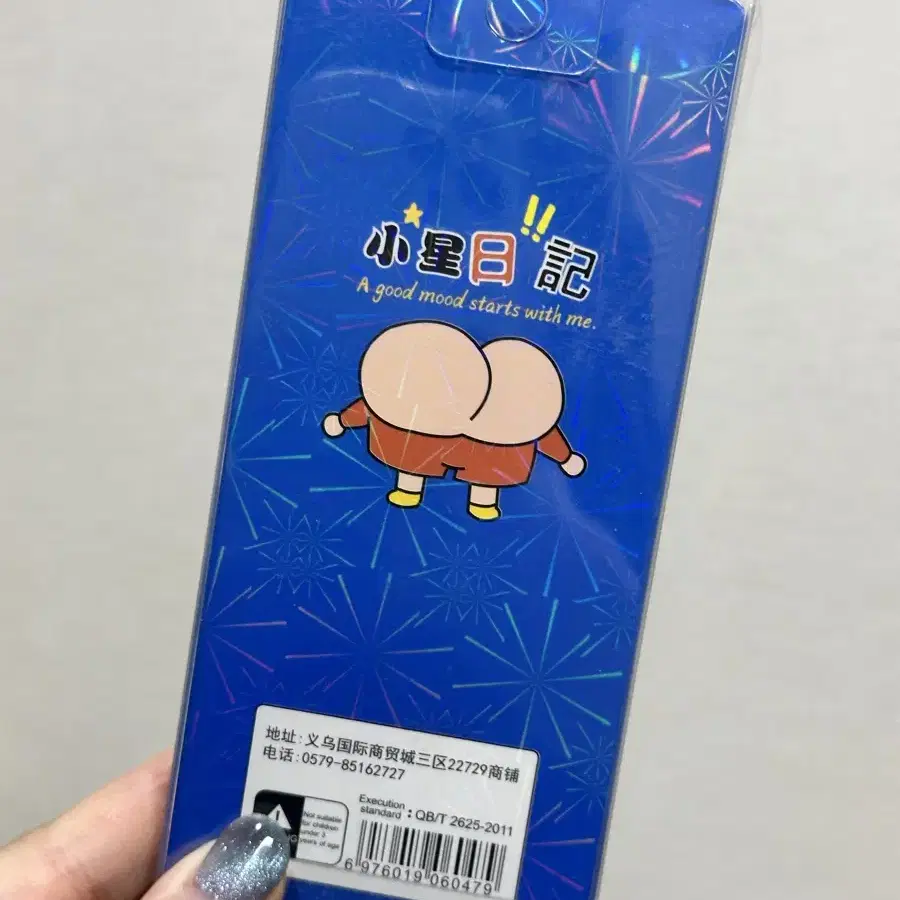 小星日記
!!
A good mood starts with me.
地址:义乌国际商贸城三区22729商铺
电话:0579-85162727
Not suitable
for children
under 3
years of age
Execution
standard : QB/T 2625-2011
6 976019 060479